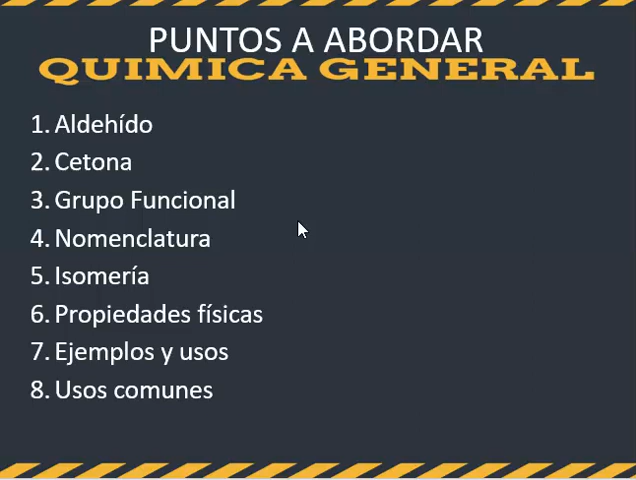 PUNTOS A ABORDAR
QUIMICA GENERAL
1. Aldehído
2. Cetona
3. Grupo Funcional
4. Nomenclatura
5. Isomería
6. Propiedades físicas
7. Ejemplos y usos
8. Usos comunes